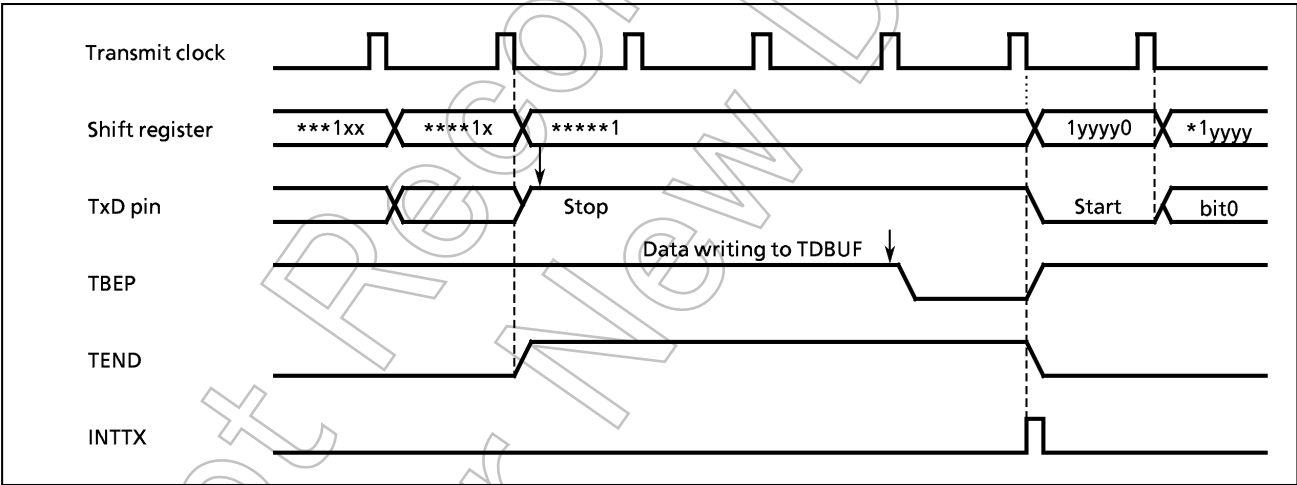 Transmit clock
Shift register ***1xx ****1x *****1 1yyyy0 *1yyyy
TxD pin Stop Start bit0
Data writing to TDBUF
TBEP
TEND
INTTX